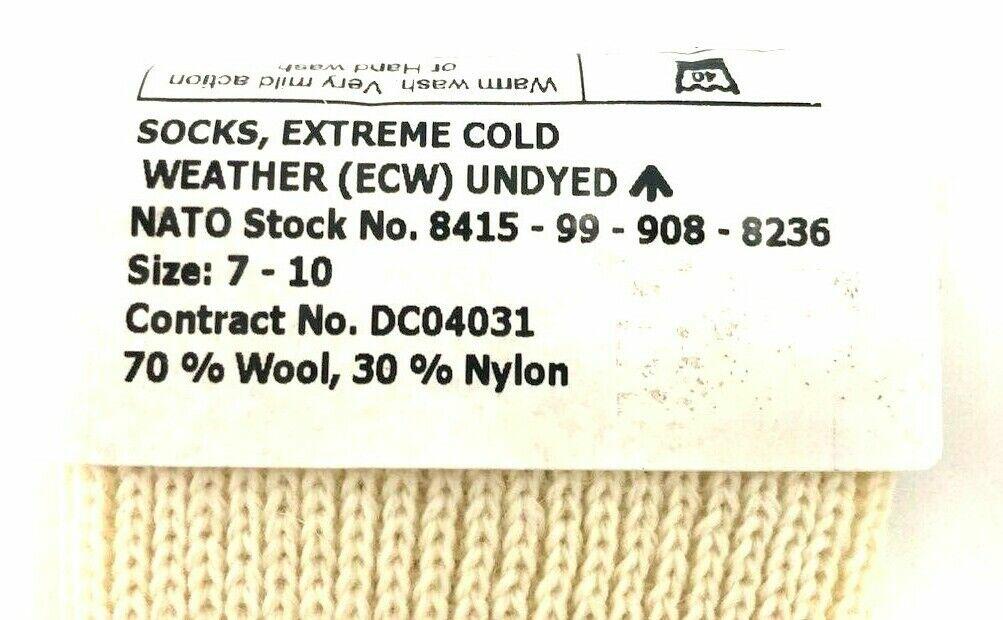 Warm wash. Very mild action
or Hand wash
40
SOCKS, EXTREME COLD
WEATHER (ECW) UNDYED
NATO Stock No. 8415 - 99 - 908 - 8236
Size: 7 - 10
Contract No. DC04031
70 % Wool, 30 % Nylon